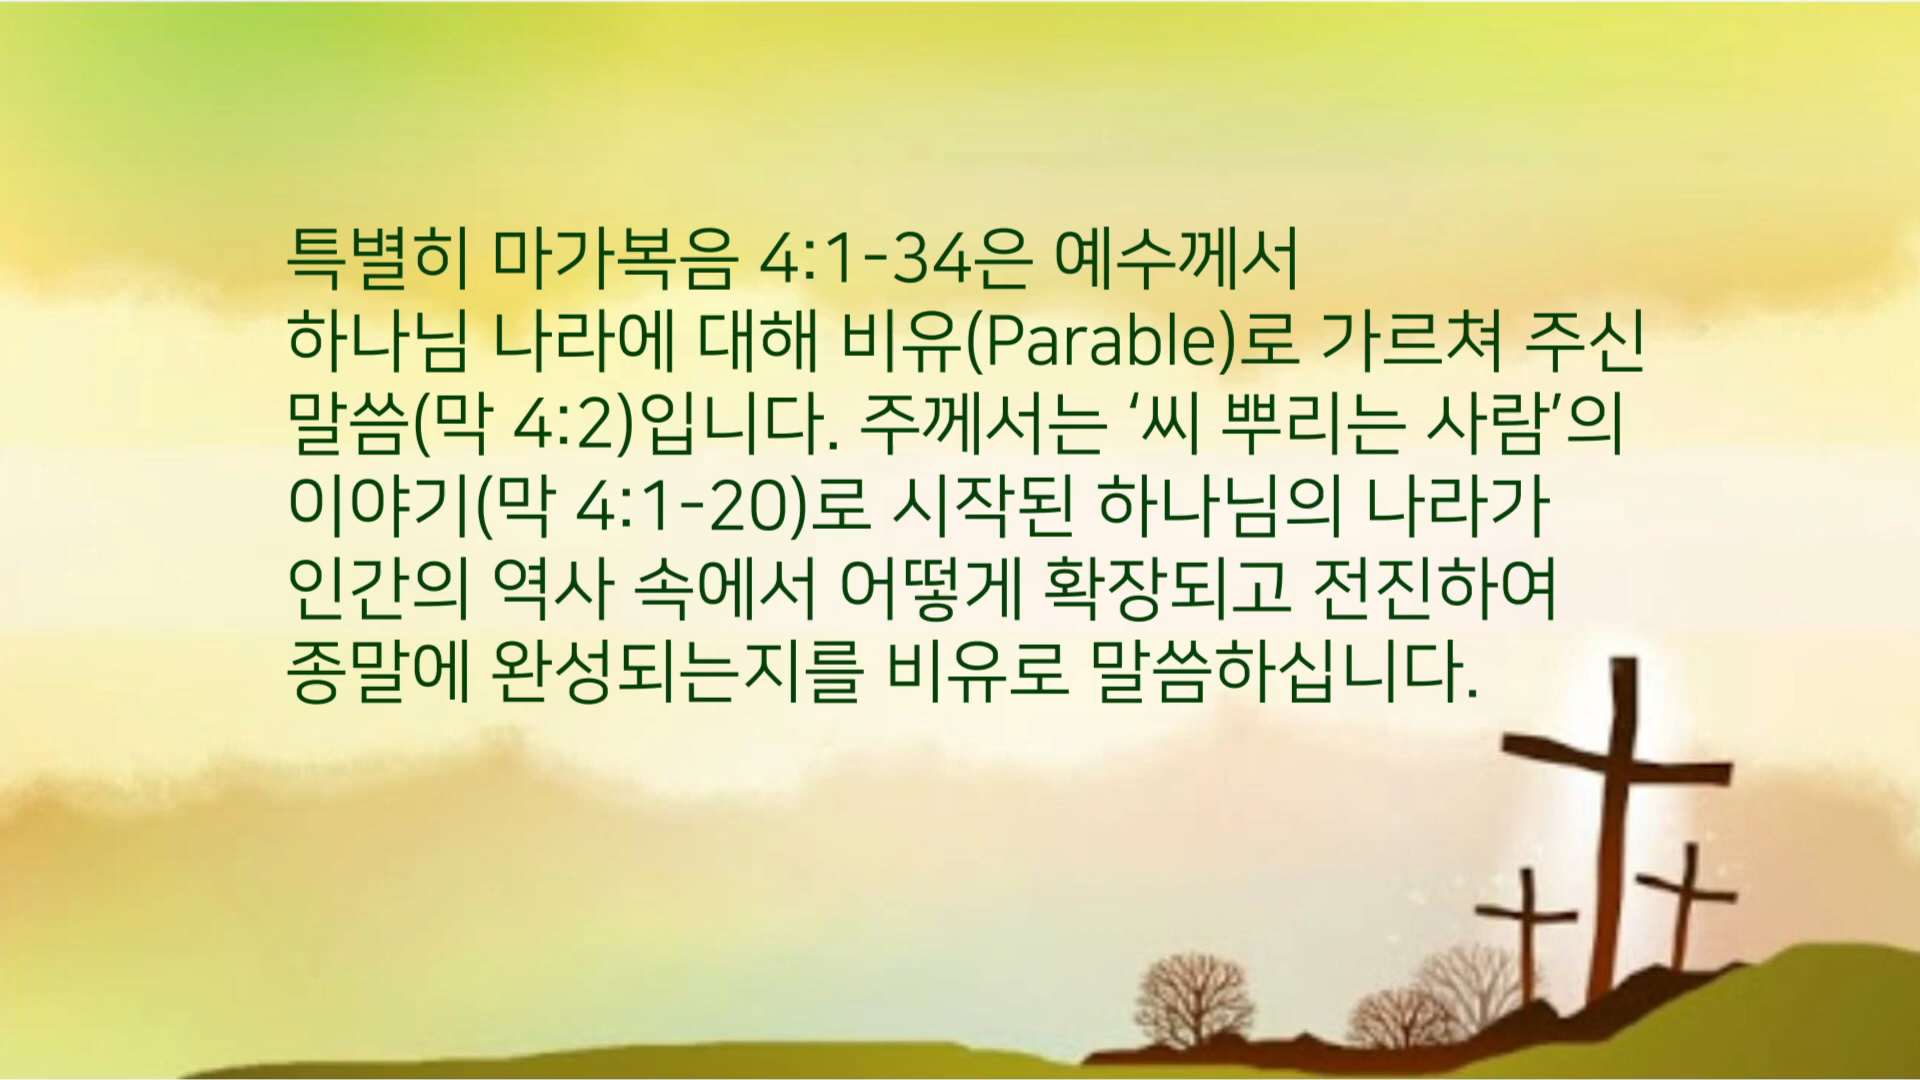 특별히 마가복음 4:1-34은 예수께서
하나님 나라에 대해 비유(Parable)로 가르쳐 주신
말씀(막 4:2)입니다. 주께서는 ‘씨 뿌리는 사람’의
이야기(막 4:1-20)로 시작된 하나님의 나라가
인간의 역사 속에서 어떻게 확장되고 전진하여
종말에 완성되는지를 비유로 말씀하십니다.